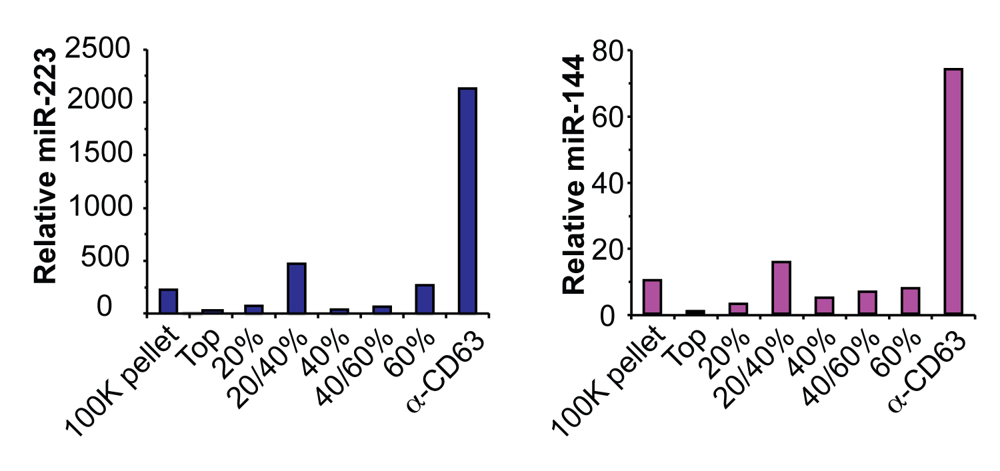 Relative miR-223
2500
2000
1500
1000
500
0
100K pellet
Top
20%
20/40%
40%
40/60%
60%
α-CD63
Relative miR-144
80
60
40
20
0
100K pellet
Top
20%
20/40%
40%
40/60%
60%
α-CD63